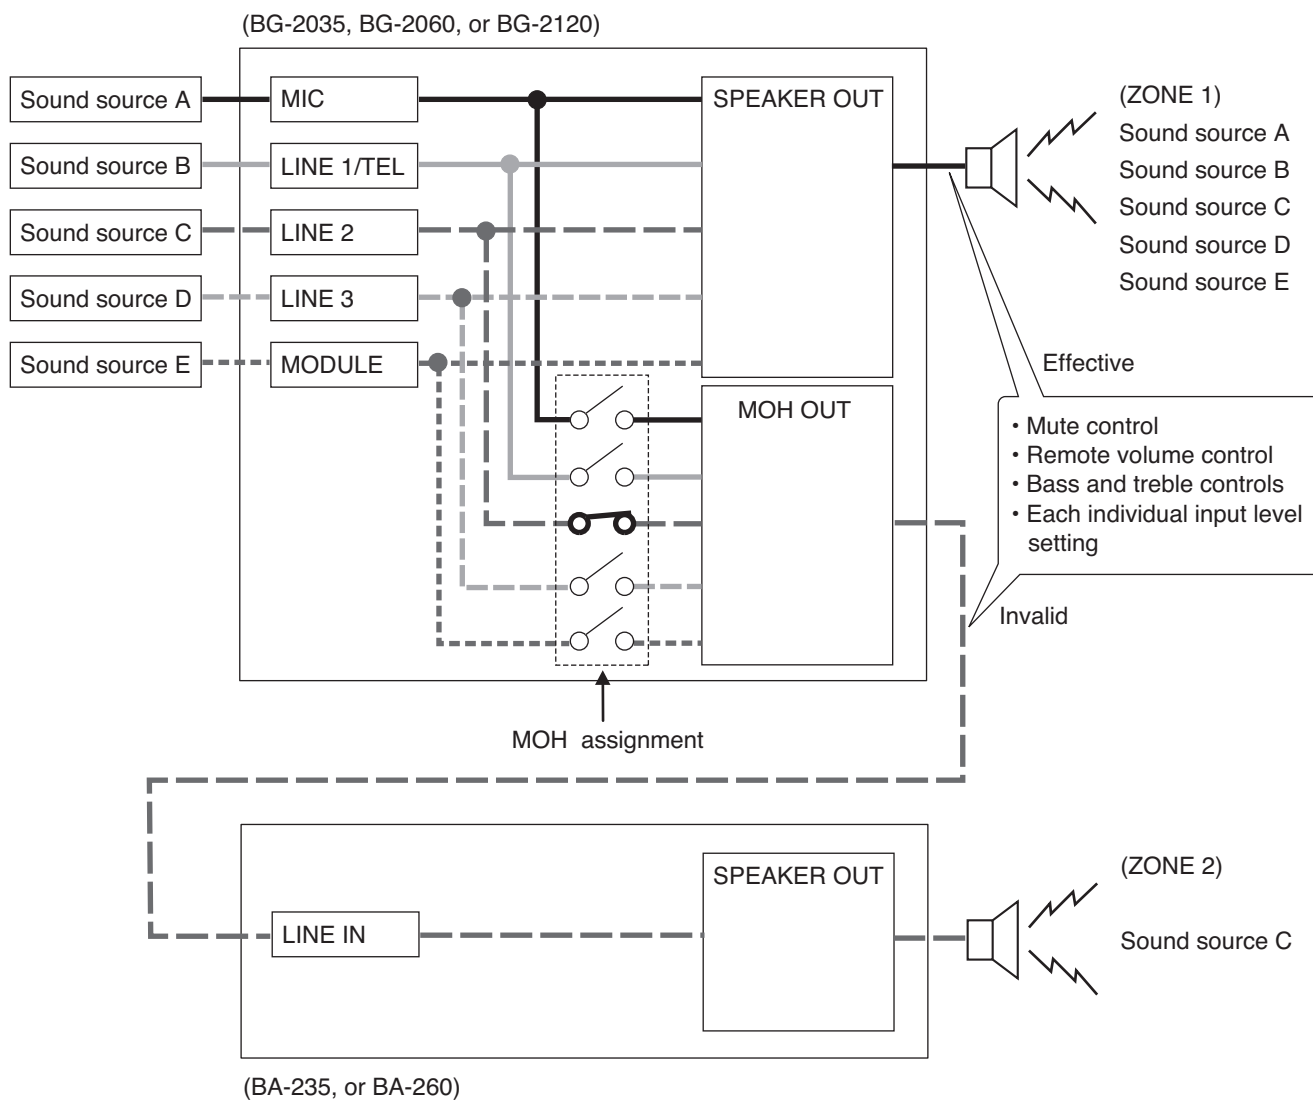 (BG-2035, BG-2060, or BG-2120)
Sound source A
MIC
SPEAKER OUT
(ZONE 1)
Sound source A
Sound source B
LINE 1/TEL
Sound source B
Sound source C
LINE 2
Sound source C
Sound source D
Sound source D
LINE 3
Sound source E
Sound source E
MODULE
Effective
MOH OUT
• Mute control
• Remote volume control
• Bass and treble controls
• Each individual input level
setting
Invalid
MOH assignment
SPEAKER OUT
(ZONE 2)
LINE IN
Sound source C
(BA-235, or BA-260)